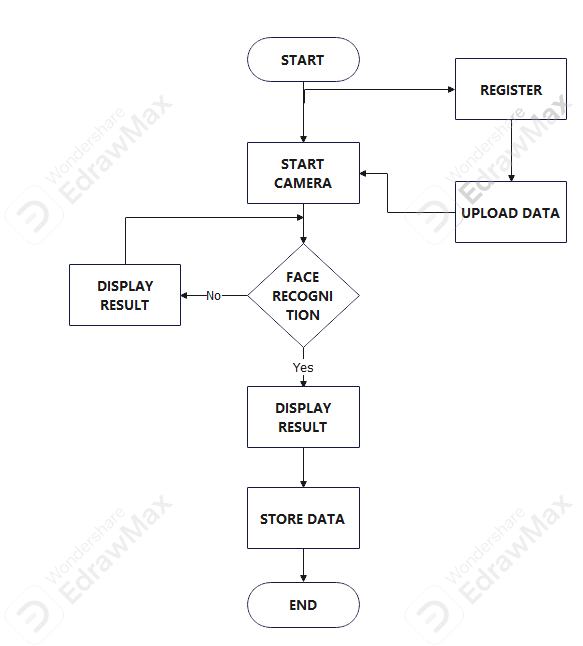 START
REGISTER
START
CAMERA
UPLOAD DATA
DISPLAY
RESULT
No
FACE
RECOGNI
TION
Yes
DISPLAY
RESULT
STORE DATA
END
Wondershare
EdrawMax
Wondershare
EdrawMax
Wondershare
EdrawMax
Wondershare
EdrawMax